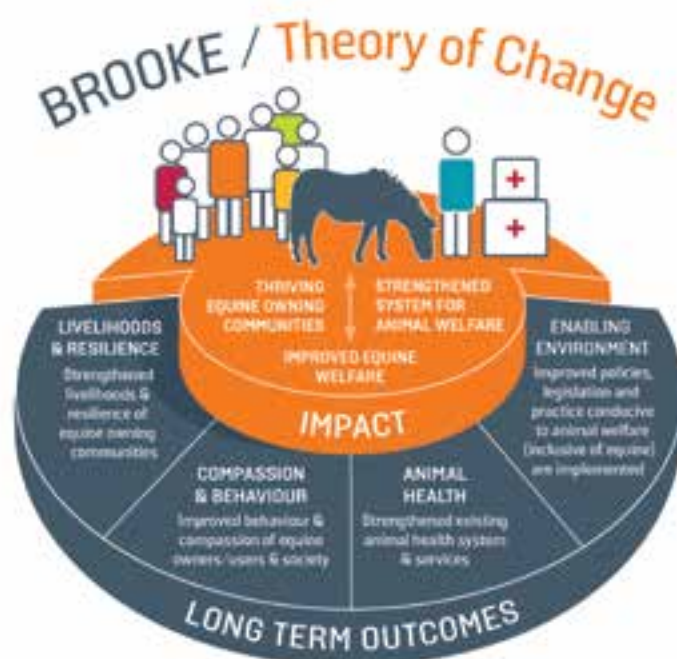 BROOKE / Theory of Change
THRIVING
EQUINE OWNING
COMMUNITIES
STRENGTHENED
SYSTEM FOR
ANIMAL WELFARE
IMPROVED EQUINE
WELFARE
IMPACT
LIVELIHOODS
& RESILIENCE
Strengthened
livelihoods &
resilience of
equine owning
communities
COMPASSION
& BEHAVIOUR
Improved behaviour &
compassion of equine
owners/users & society
ANIMAL
HEALTH
Strengthened existing
animal health system
& services
ENABLING
ENVIRONMENT
Improved policies,
legislation and
practice conducive
to animal welfare
(inclusive of equine)
are implemented
LONG TERM OUTCOMES